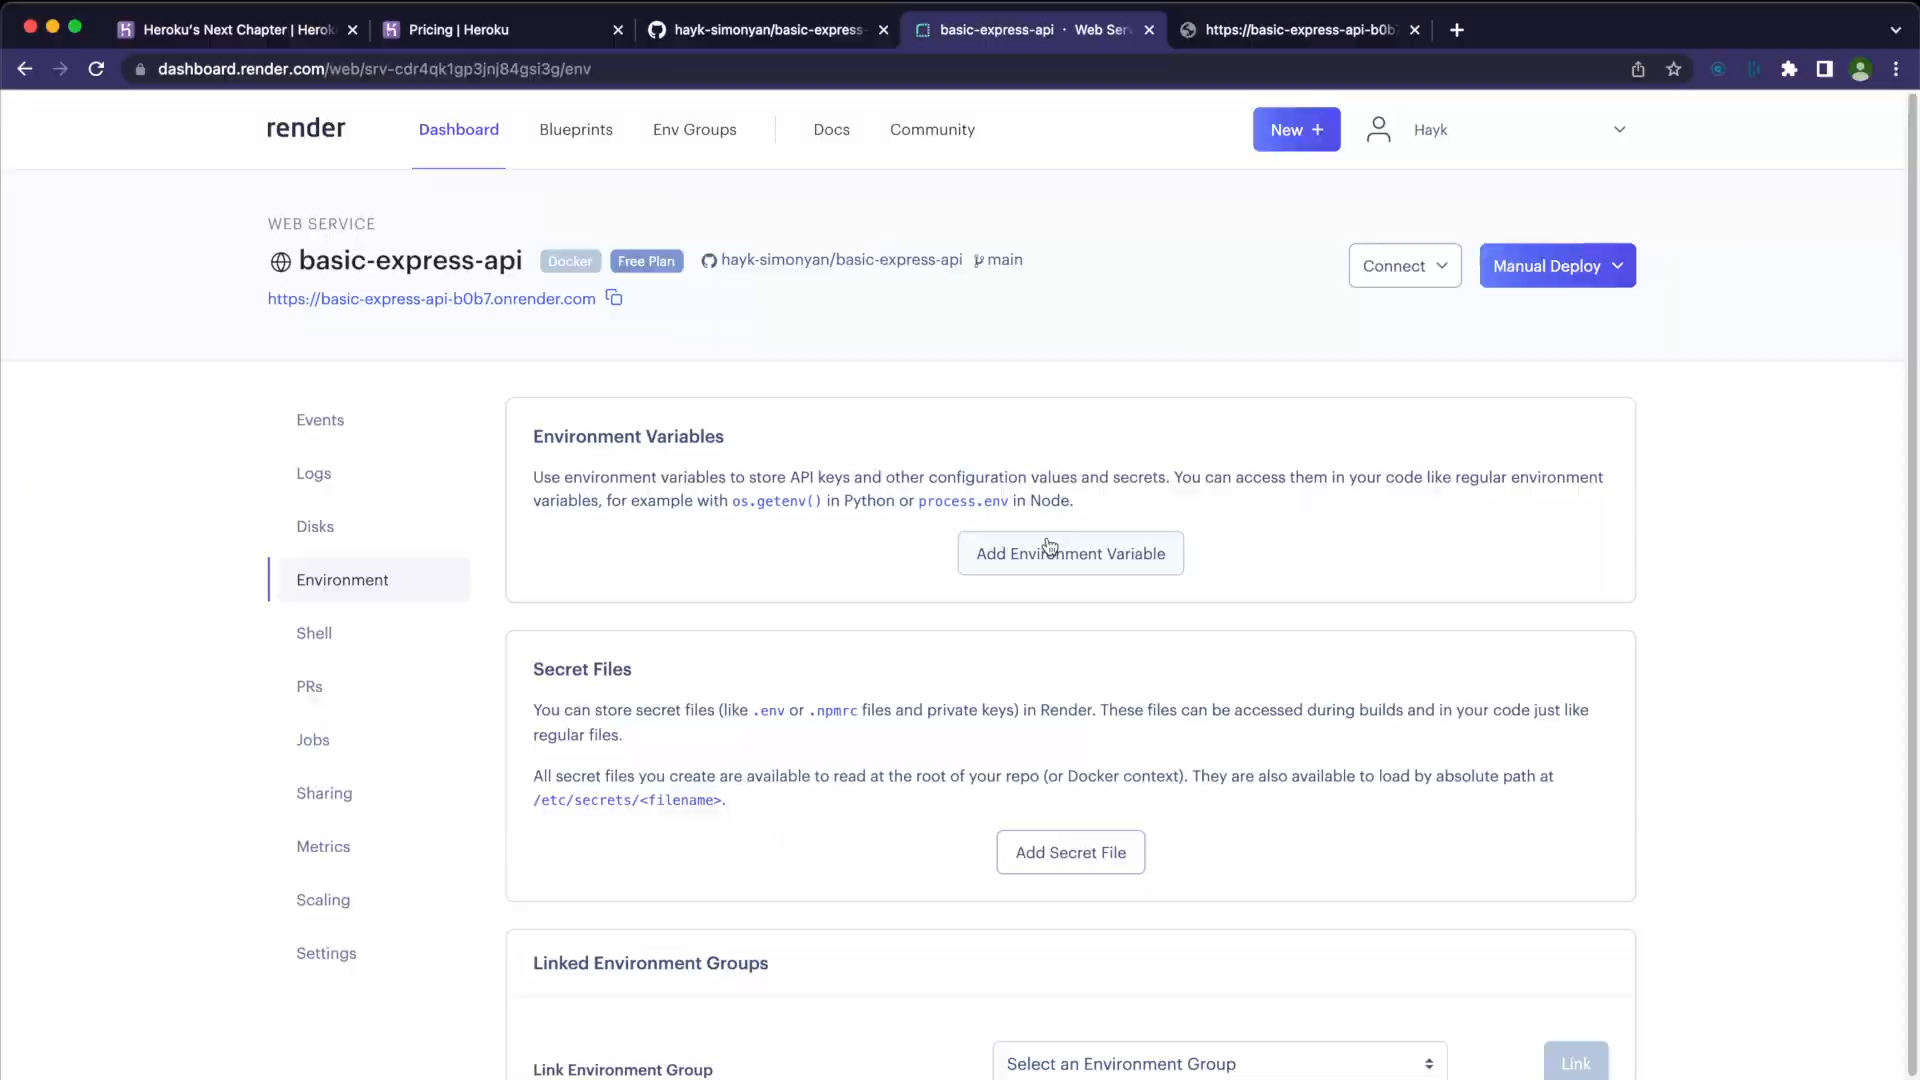 Heroku's Next Chapter | Herok
Pricing | Heroku
hayk-simonyan/basic-express-
basic-express-api · Web Serv
https://basic-express-api-b0b7
dashboard.render.com/web/srv-cdr4qk1gp3jnj84gsi3g/env
render
Dashboard
Blueprints
Env Groups
Docs
Community
New +
Hayk
WEB SERVICE
basic-express-api
Docker
Free Plan
hayk-simonyan/basic-express-api
main
https://basic-express-api-b0b7.onrender.com
Connect
Manual Deploy
Events
Logs
Disks
Environment
Shell
PRs
Jobs
Sharing
Metrics
Scaling
Settings
Environment Variables
Use environment variables to store API keys and other configuration values and secrets. You can access them in your code like regular environment
variables, for example with os.getenv() in Python or process.env in Node.
Add Environment Variable
Secret Files
You can store secret files (like .env or .npmrc files and private keys) in Render. These files can be accessed during builds and in your code just like
regular files.
All secret files you create are available to read at the root of your repo (or Docker context). They are also available to load by absolute path at
/etc/secrets/<filename>.
Add Secret File
Linked Environment Groups
Link Environment Group
Select an Environment Group
Link